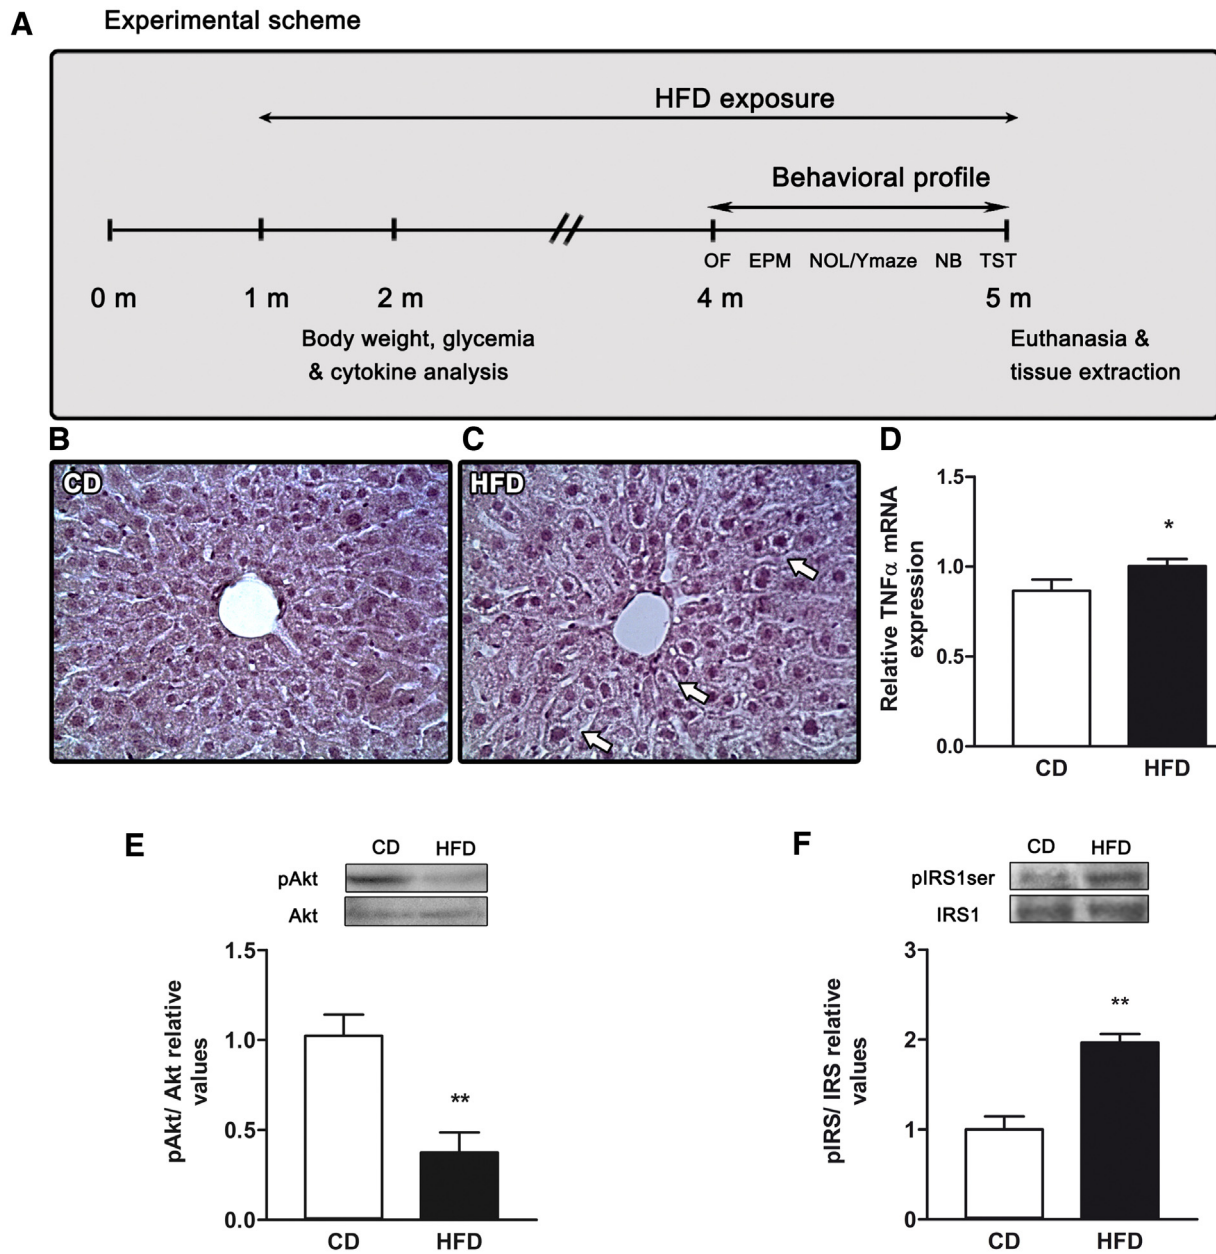 A Experimental scheme
HFD exposure
Behavioral profile
OF EPM NOL/Ymaze NB TST
0 m 1 m 2 m 4 m 5 m
Body weight, glycemia
& cytokine analysis
Euthanasia &
tissue extraction
B
CD
C
HFD
D
Relative TNFα mRNA
expression
1.5
1.0
0.5
0.0
*
CD HFD
E
CD HFD
pAkt
Akt
pAkt/ Akt relative
values
1.5
1.0
0.5
0.0
**
CD HFD
F
CD HFD
pIRS1ser
IRS1
pIRS/ IRS relative
values
3
2
1
0
**
CD HFD